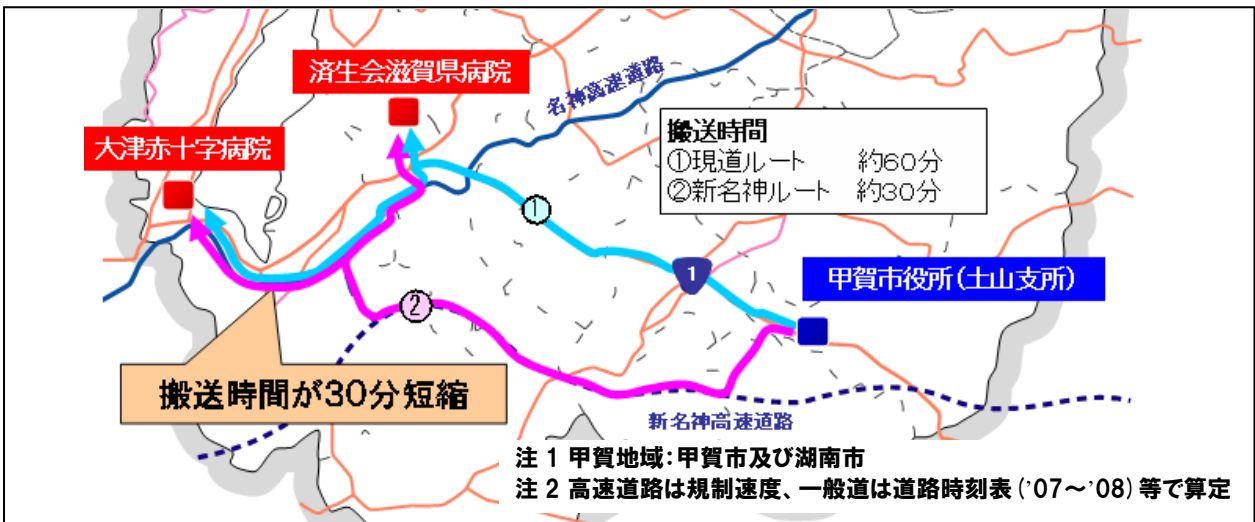 済生会滋賀県病院
名神高速道路
大津赤十字病院
搬送時間
①現道ルート 約60分
②新名神ルート 約30分
①
1
甲賀市役所(土山支所)
②
搬送時間が30分短縮
新名神高速道路
注1 甲賀地域:甲賀市及び湖南市
注2 高速道路は規制速度、一般道は道路時刻表('07～'08)等で算定